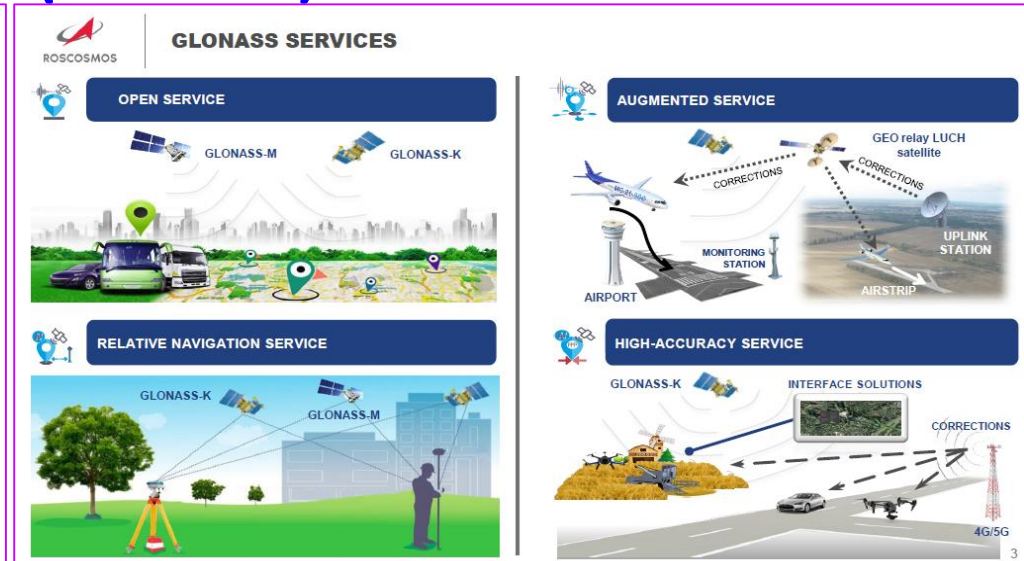 ROSCOSMOS
GLONASS SERVICES
OPEN SERVICE
GLONASS-M
GLONASS-K
AUGMENTED SERVICE
GEO relay LUCH
satellite
CORRECTIONS
CORRECTIONS
UPLINK
STATION
MONITORING
STATION
AIRPORT
AIRSTRIP
RELATIVE NAVIGATION SERVICE
GLONASS-K
GLONASS-M
HIGH-ACCURACY SERVICE
GLONASS-K
INTERFACE SOLUTIONS
CORRECTIONS
4G/5G
3